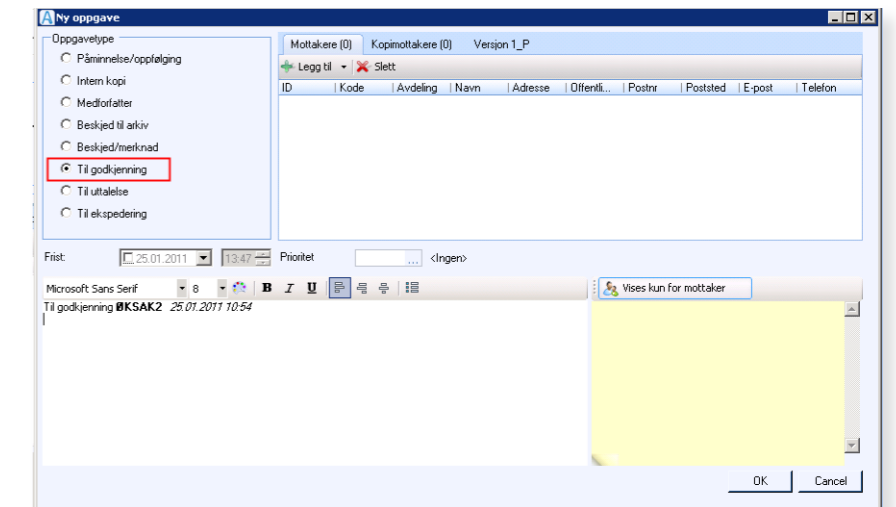 Ny oppgave
Oppgavetype
Påminnelse/oppfølging
Intern kopi
Medforfatter
Beskjed til arkiv
Beskjed/merknad
Til godkjenning
Til uttalelse
Til ekspedering
Mottakere (0) Kopimottakere (0) Versjon 1_P
Legg til Slett
ID Kode Avdeling Navn Adresse Offentli... Postnr Poststed E-post Telefon
Frist: 25.01.2011 13:47 Prioritet ... <Ingen>
Microsoft Sans Serif 8 B I U Vises kun for mottaker
Til godkjenning ØKSAK2 25.01.2011 10:54
OK Cancel